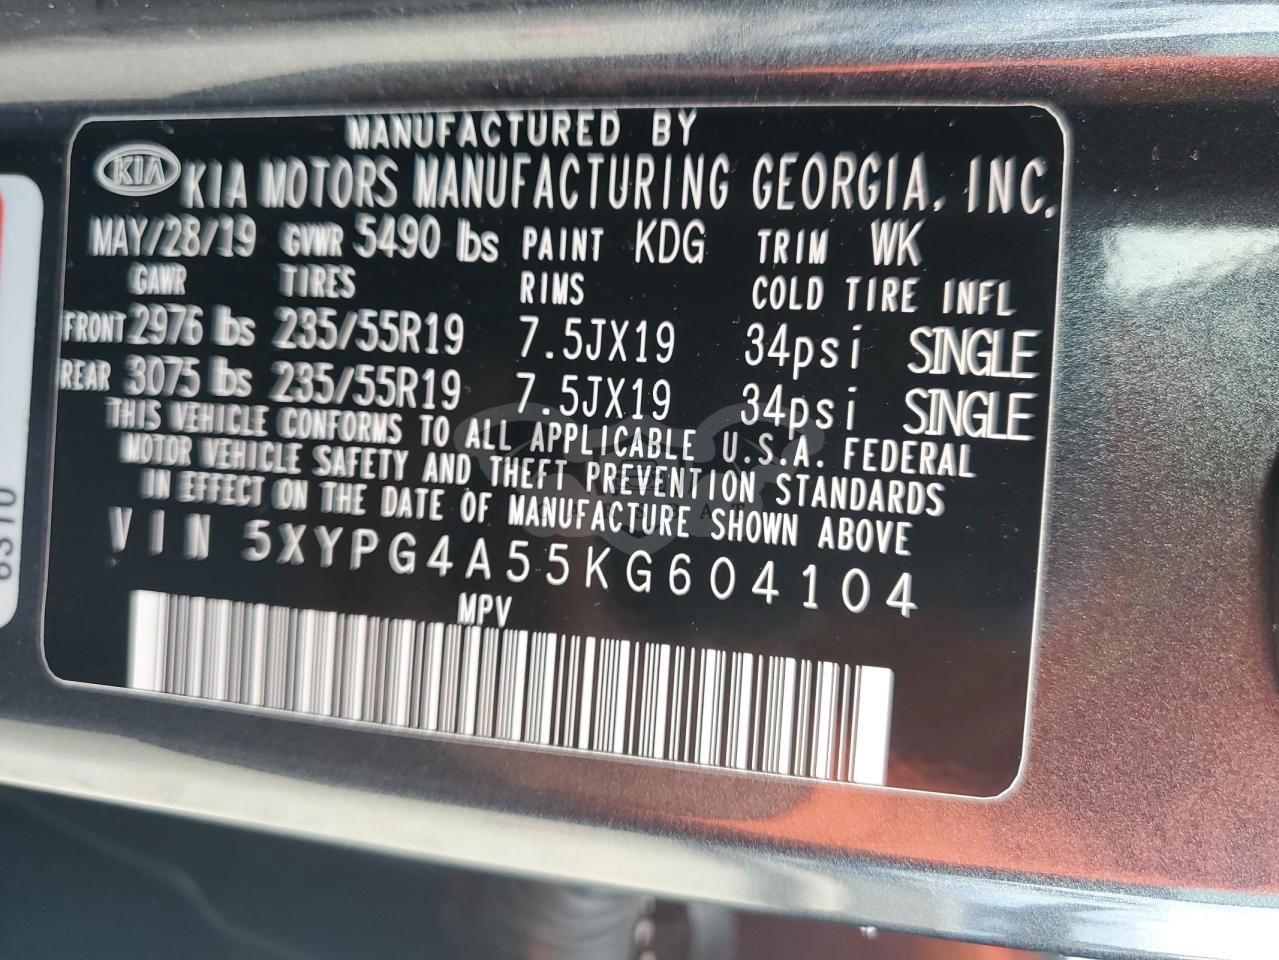 MANUFACTURED BY
KIA KIA MOTORS MANUFACTURING GEORGIA, INC.
MAY/28/19 GVWR 5490 lbs PAINT KDG TRIM WK
GAWR TIRES RIMS COLD TIRE INFL
FRONT 2976 lbs 235/55R19 7.5JX19 34psi SINGLE
REAR 3075 lbs 235/55R19 7.5JX19 34psi SINGLE
THIS VEHICLE CONFORMS TO ALL APPLICABLE U.S.A. FEDERAL
MOTOR VEHICLE SAFETY AND THEFT PREVENTION STANDARDS
IN EFFECT ON THE DATE OF MANUFACTURE SHOWN ABOVE
VIN 5XYPG4A55KG604104
MPV